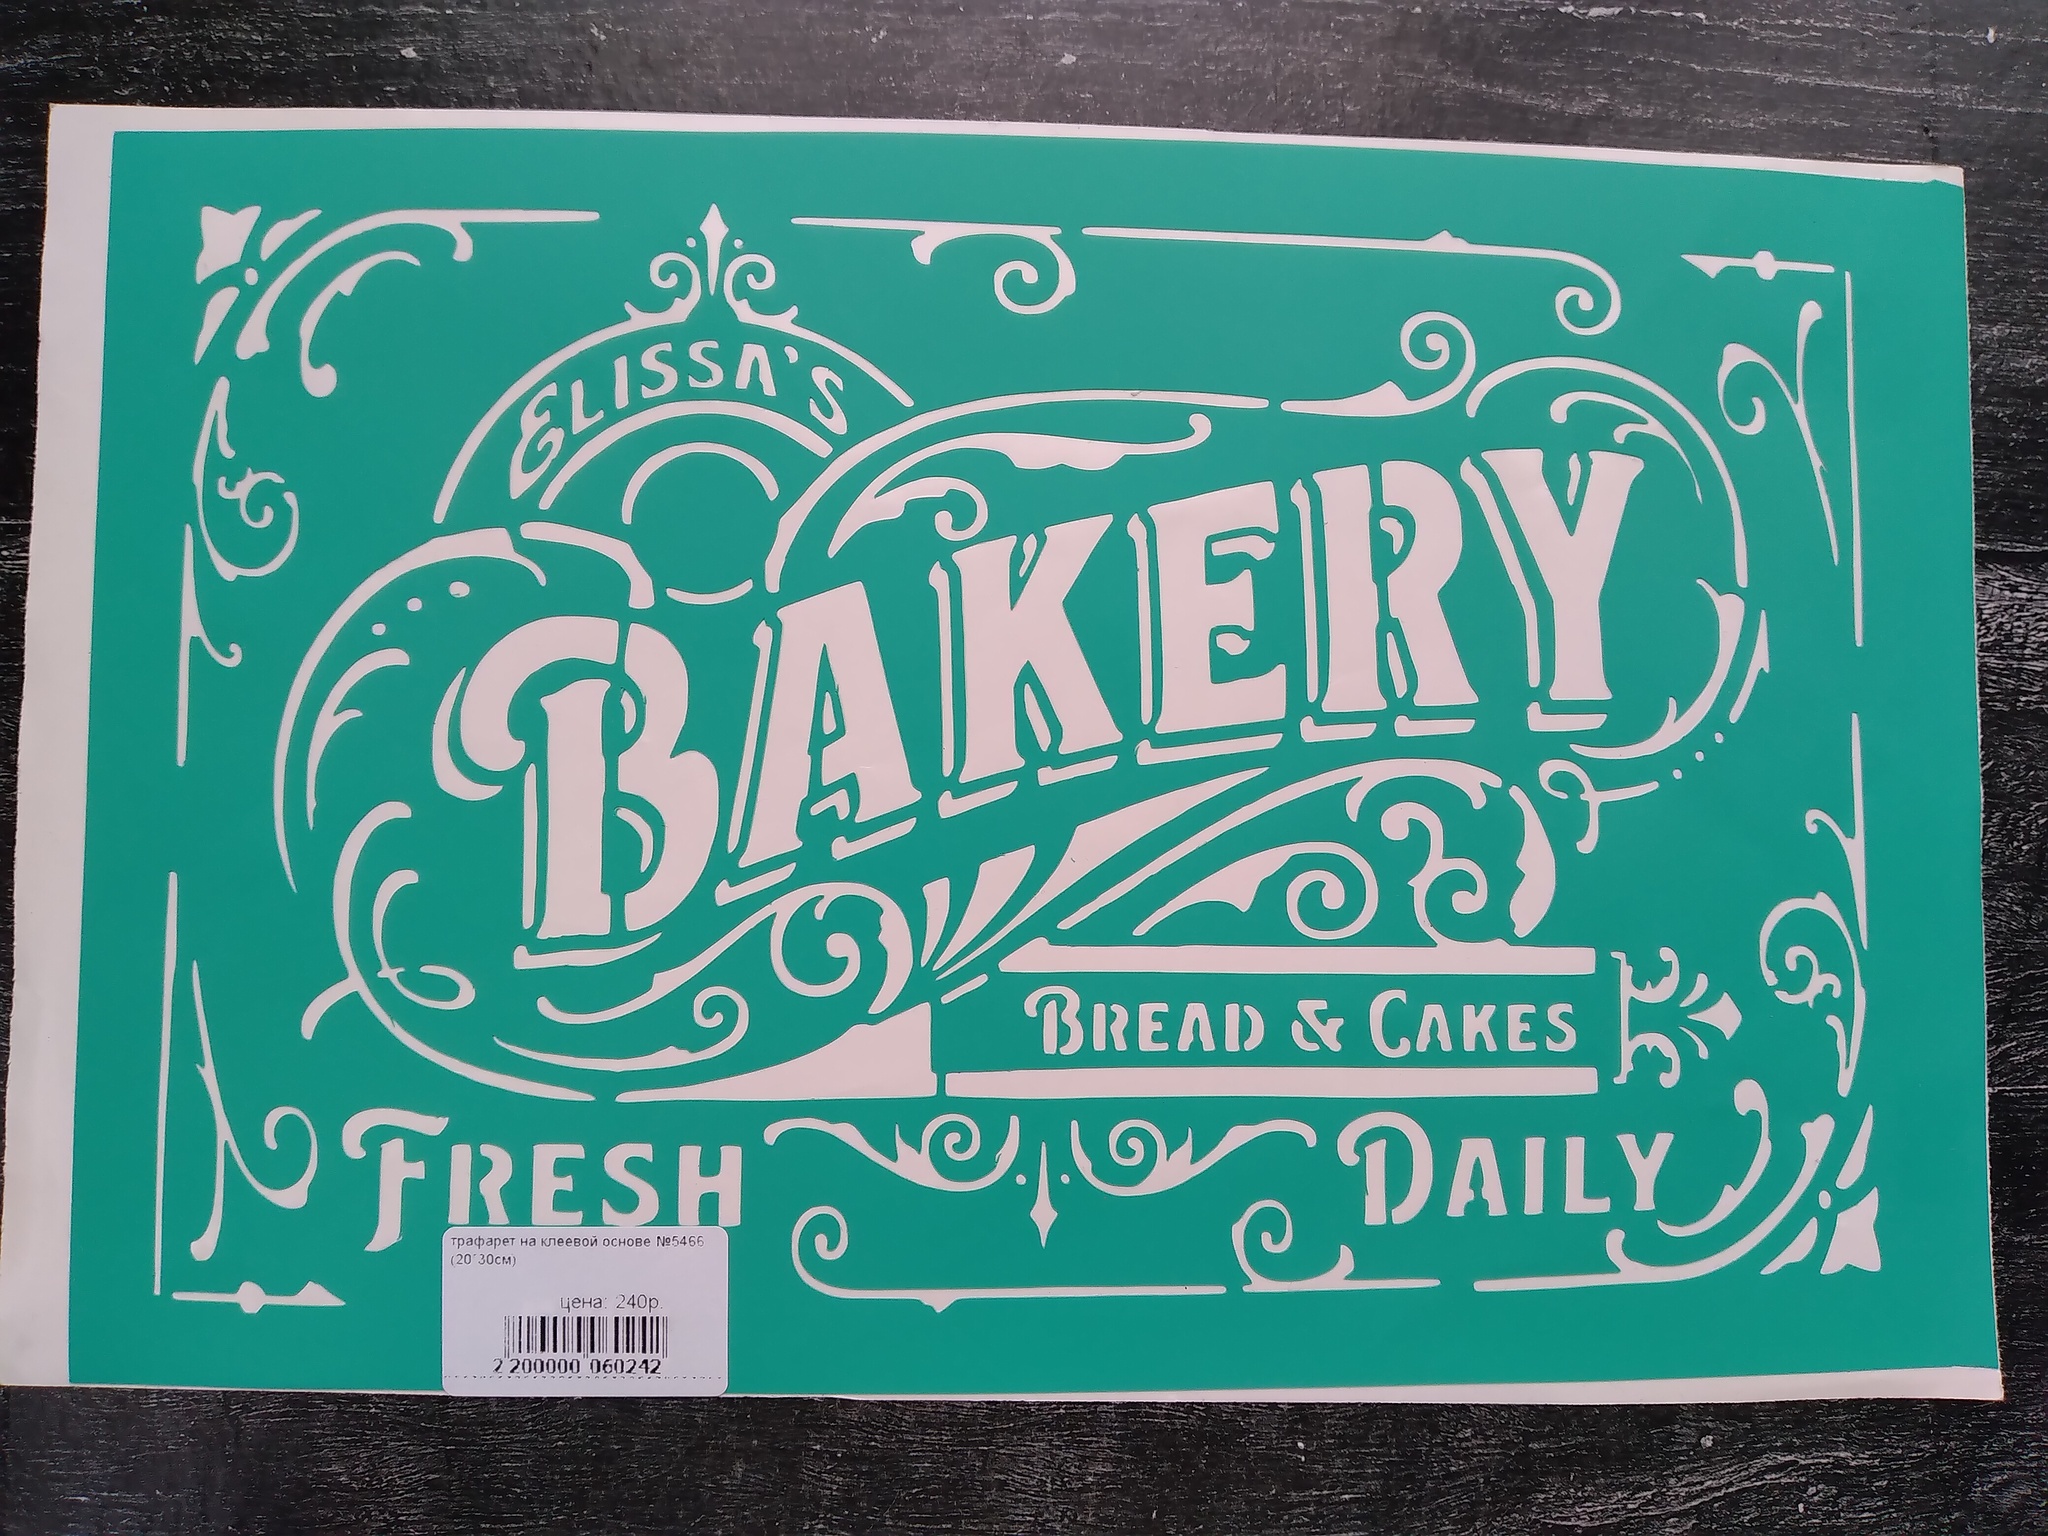 ELISSA'S
BAKERY
BREAD & CAKES
FRESH DAILY
трафарет на клеевой основе №5466
(20*30см)
цена: 240р.
2 200000 060242